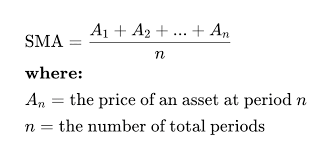 SMA = (A₁ + A₂ + ... + Aₙ) / n
where:
Aₙ = the price of an asset at period n
n = the number of total periods